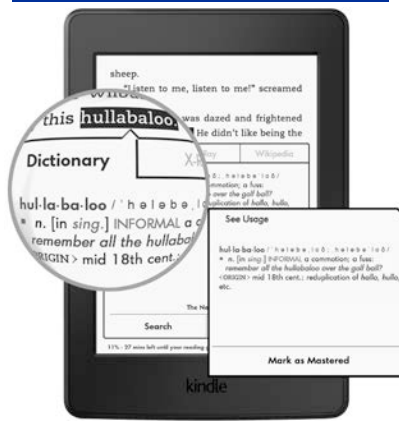 sheep.
"Listen to me, listen to me!" screamed
this hullabaloo,
was dazed and frightened
He didn't like being the
Dictionary
X-Ray
Wikipedia
hul·la·ba·loo
n. [in sing.] INFORMAL a
remember all the hullabal
ORIGIN> mid 18th cent.:
The Ne
Search
kindle
See Usage
hul·la·ba·loo
n. [in sing.] INFORMAL a commotion; a fuss:
remember all the hullabaloo over the golf ball?
<ORIGIN> mid 18th cent.: reduplication of hallo, hullo,
etc.
Mark as Mastered